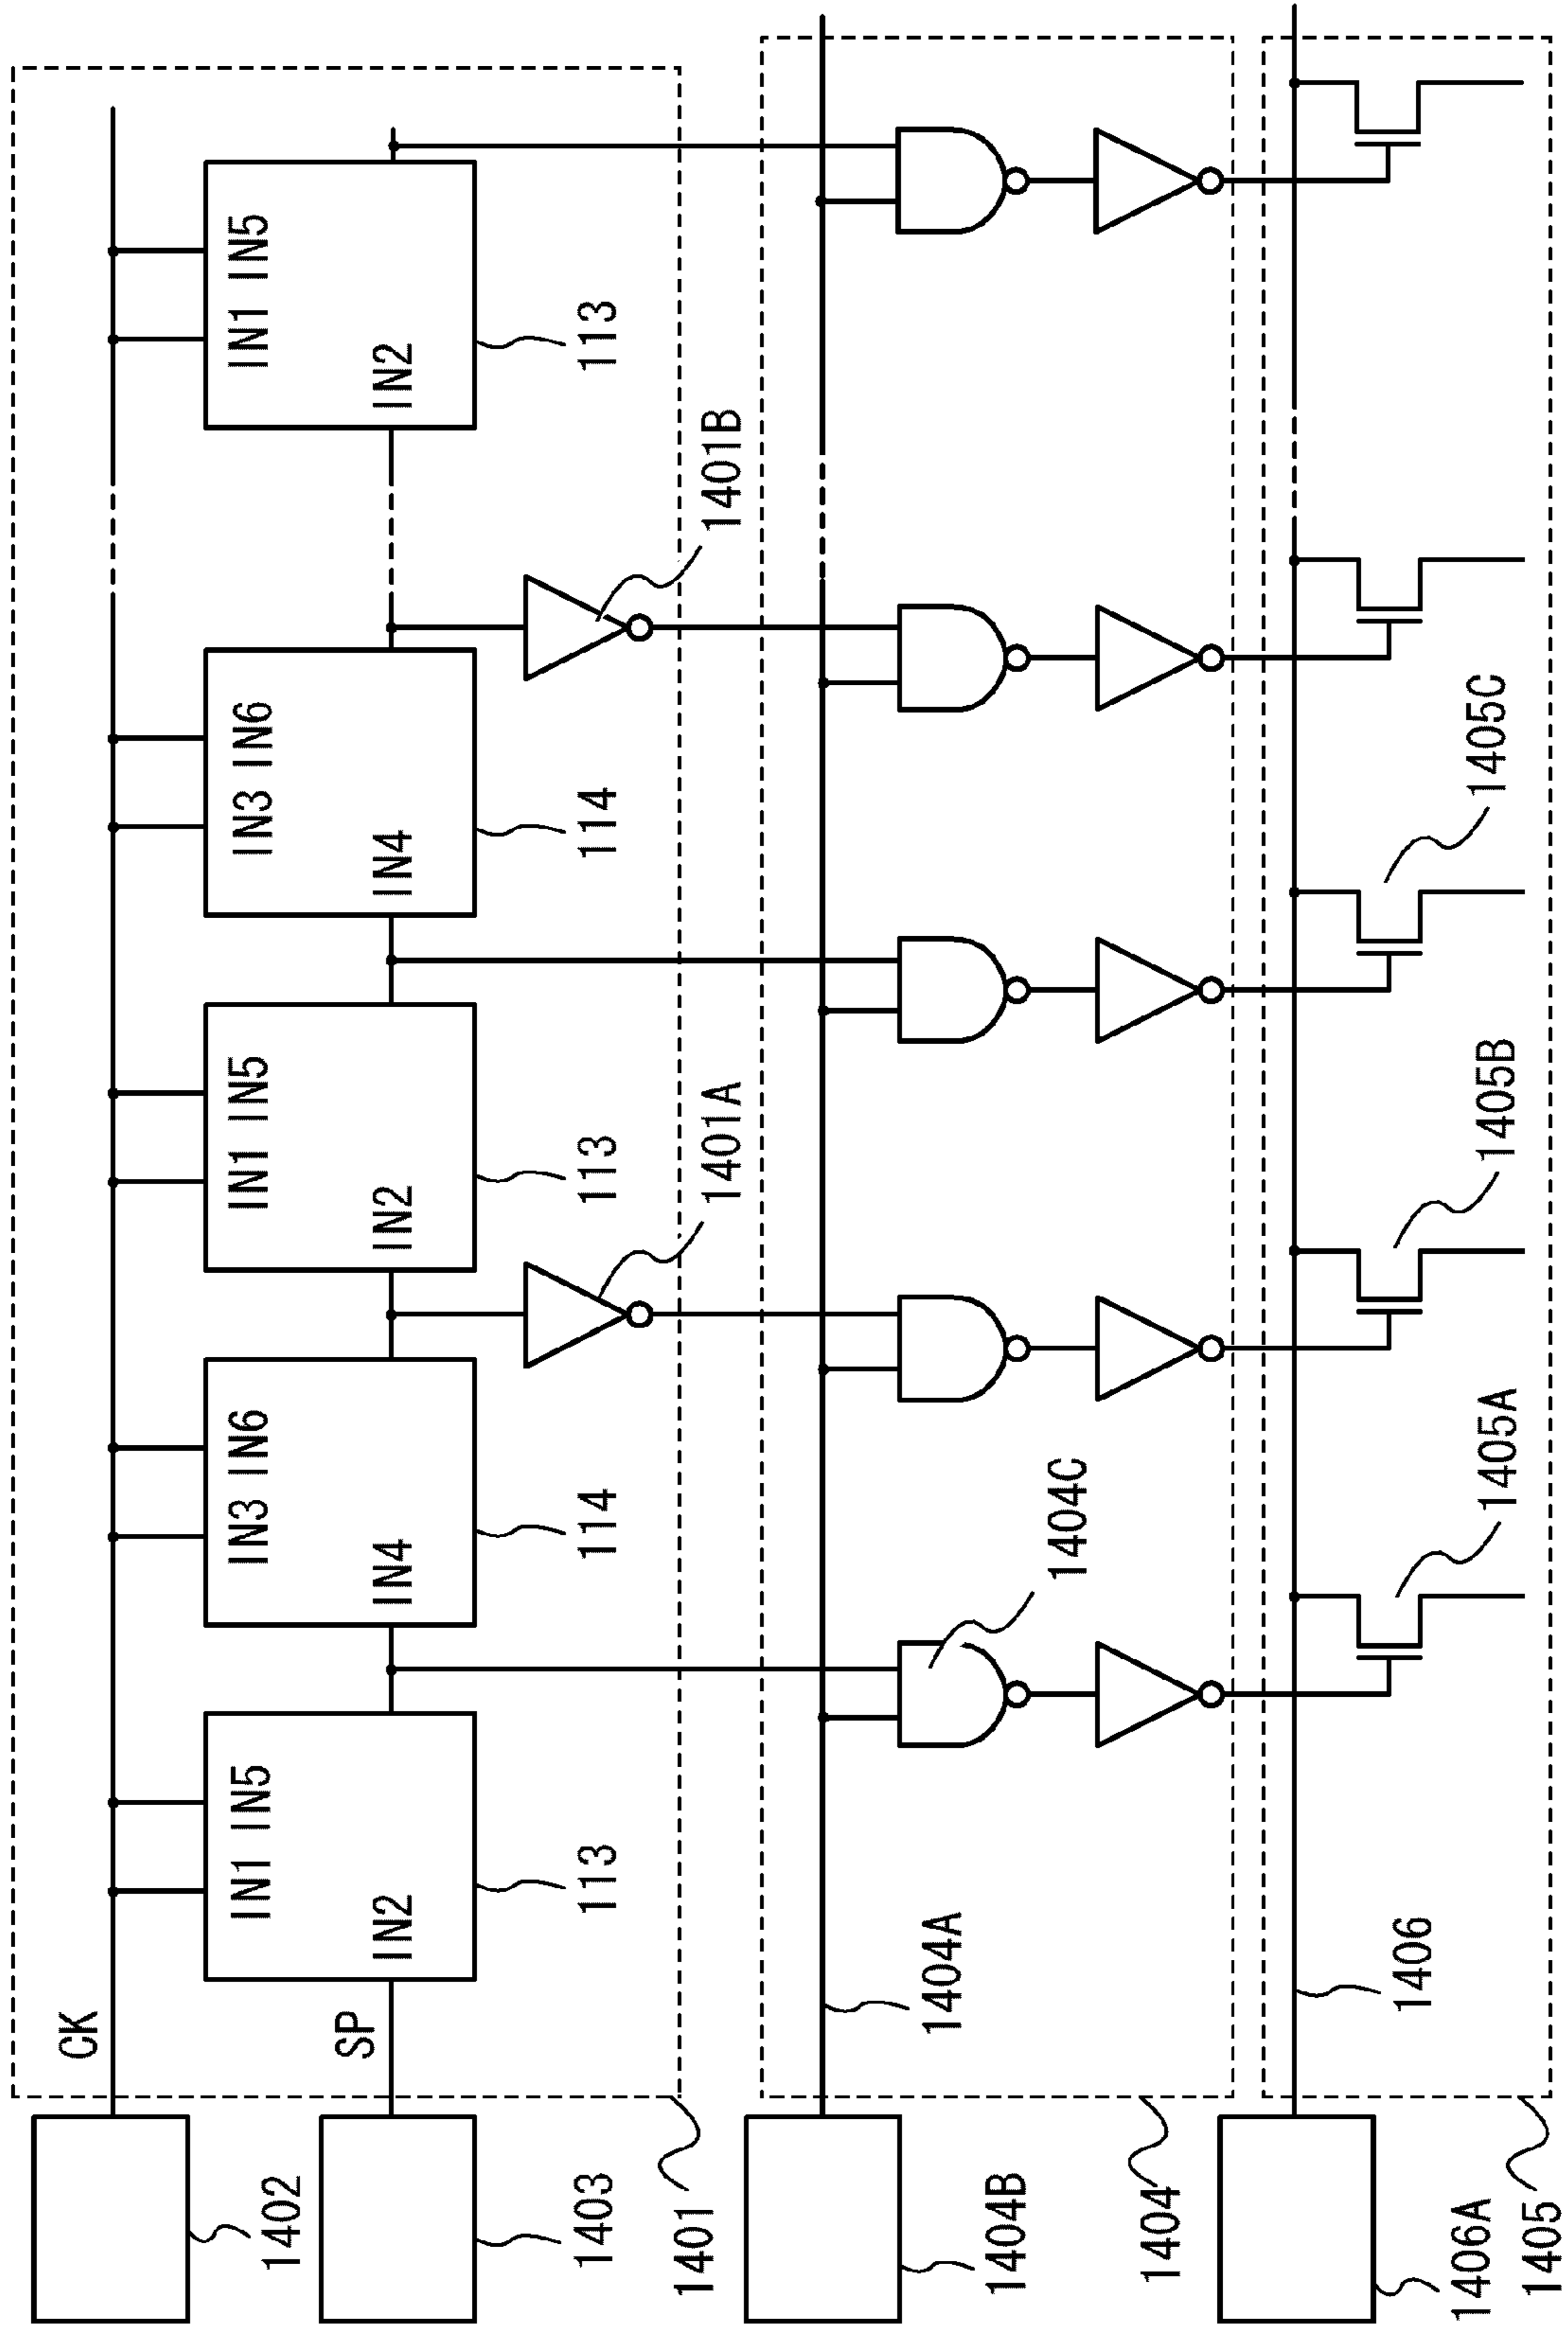 1402
CK
IN1 IN5
IN3 IN6
IN1 IN5
IN3 IN6
IN1 IN5
1403
SP
IN2
IN4
IN2
IN4
IN2
113
114
113
114
113
1401
1401A
1401B
1404B
1404A
1404C
1404
1406A
1406
1405A
1405B
1405C
1405